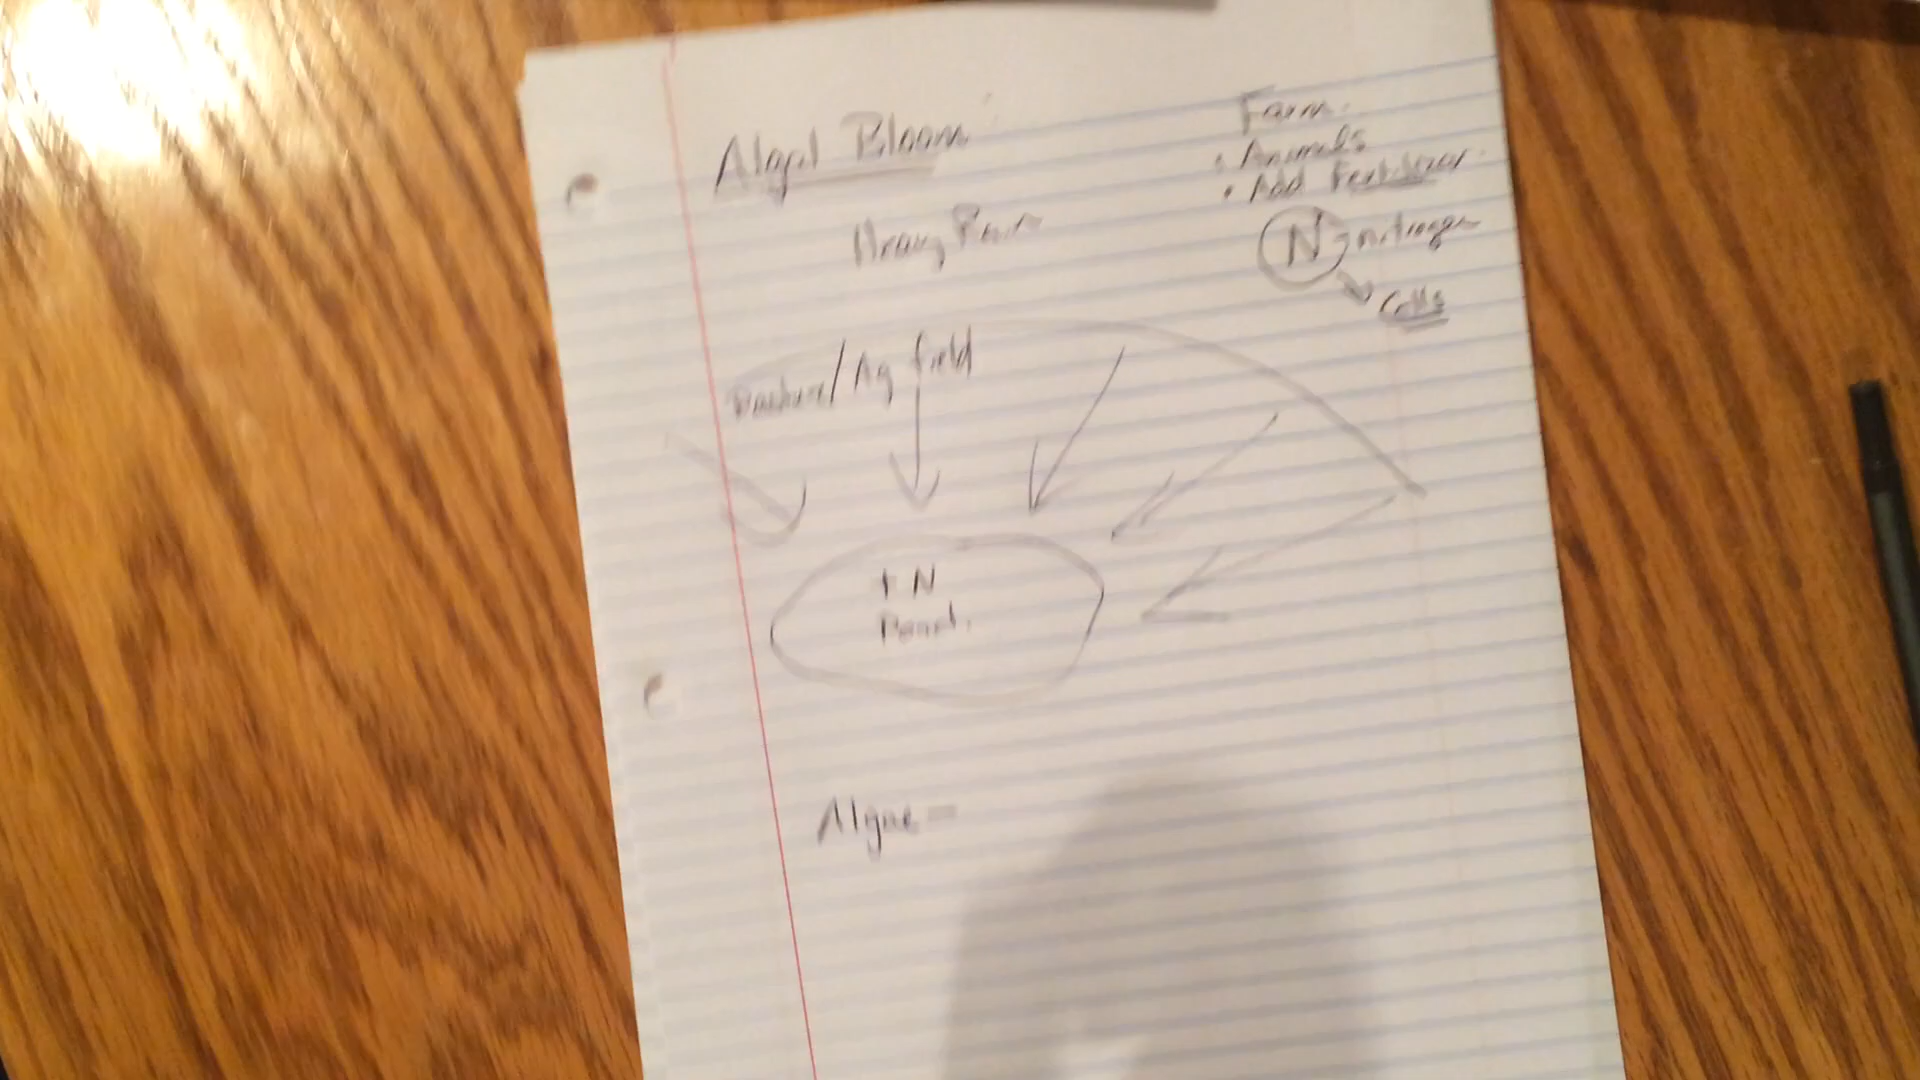 Algal Bloom
Heavy Rain
Farm.
• Animals
• Add Fertilizer.
N nitrogen
Cells
Pasture/Ag field
+ N
Pond.
Algae -